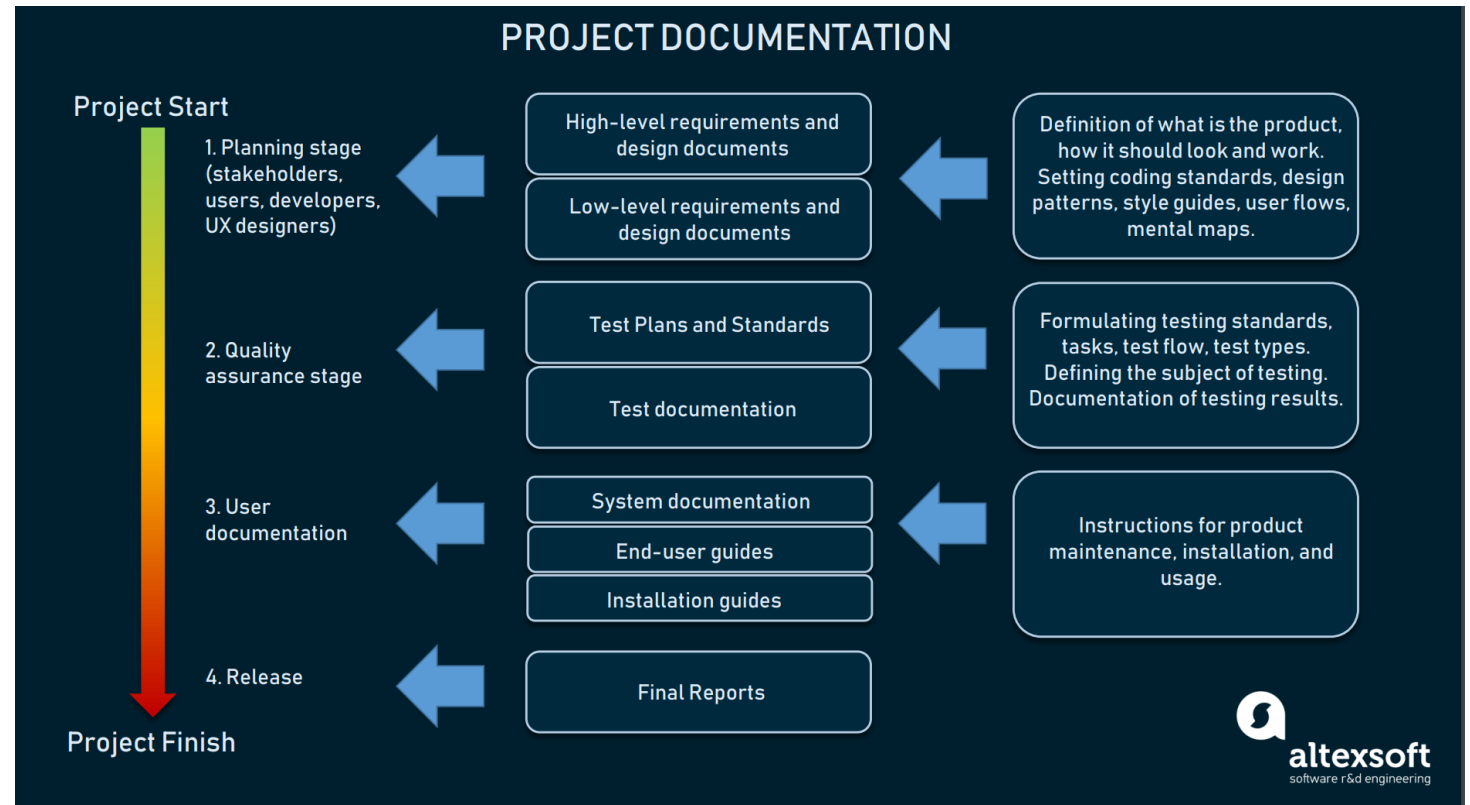 PROJECT DOCUMENTATION
Project Start
1. Planning stage
(stakeholders,
users, developers,
UX designers)
High-level requirements and
design documents
Low-level requirements and
design documents
Definition of what is the product,
how it should look and work.
Setting coding standards, design
patterns, style guides, user flows,
mental maps.
2. Quality
assurance stage
Test Plans and Standards
Test documentation
Formulating testing standards,
tasks, test flow, test types.
Defining the subject of testing.
Documentation of testing results.
3. User
documentation
System documentation
End-user guides
Installation guides
Instructions for product
maintenance, installation, and
usage.
4. Release
Final Reports
Project Finish
altexsoft
software r&d engineering